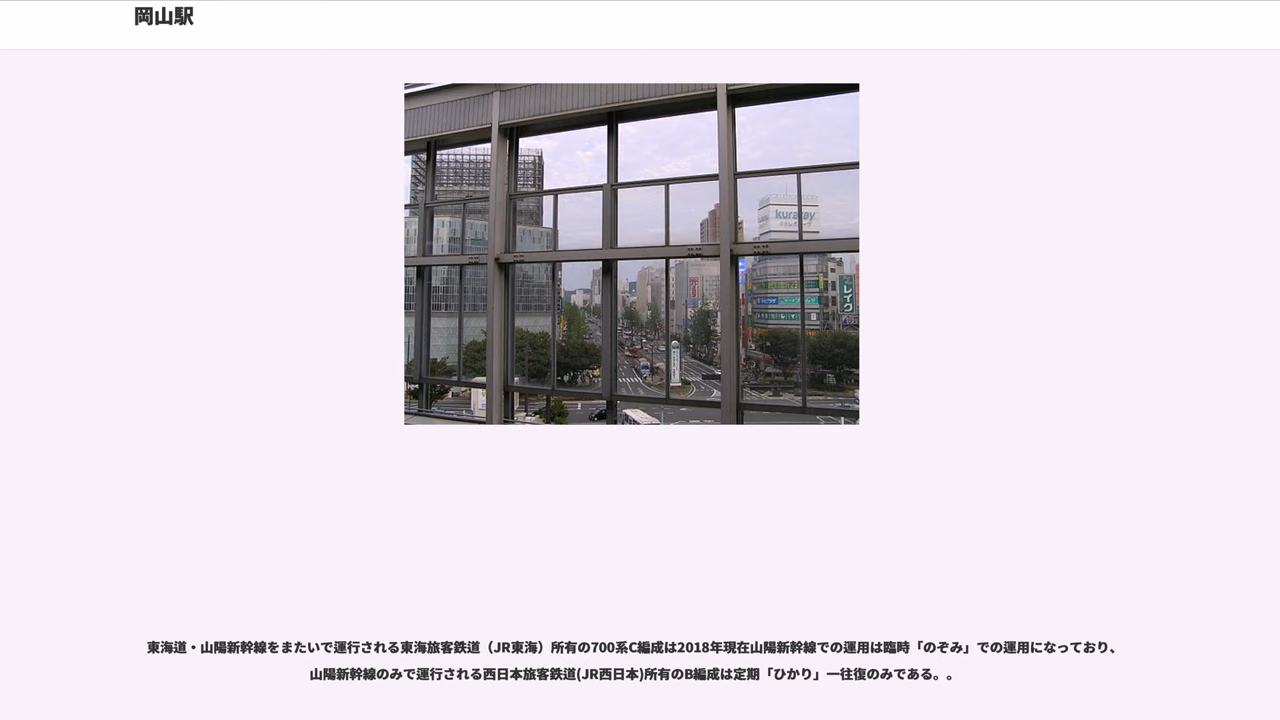 岡山駅
kuraray
レイク
東海道・山陽新幹線をまたいで運行される東海旅客鉄道（JR東海）所有の700系C編成は2018年現在山陽新幹線での運用は臨時「のぞみ」での運用になっており、
山陽新幹線のみで運行される西日本旅客鉄道(JR西日本)所有のB編成は定期「ひかり」一往復のみである。。